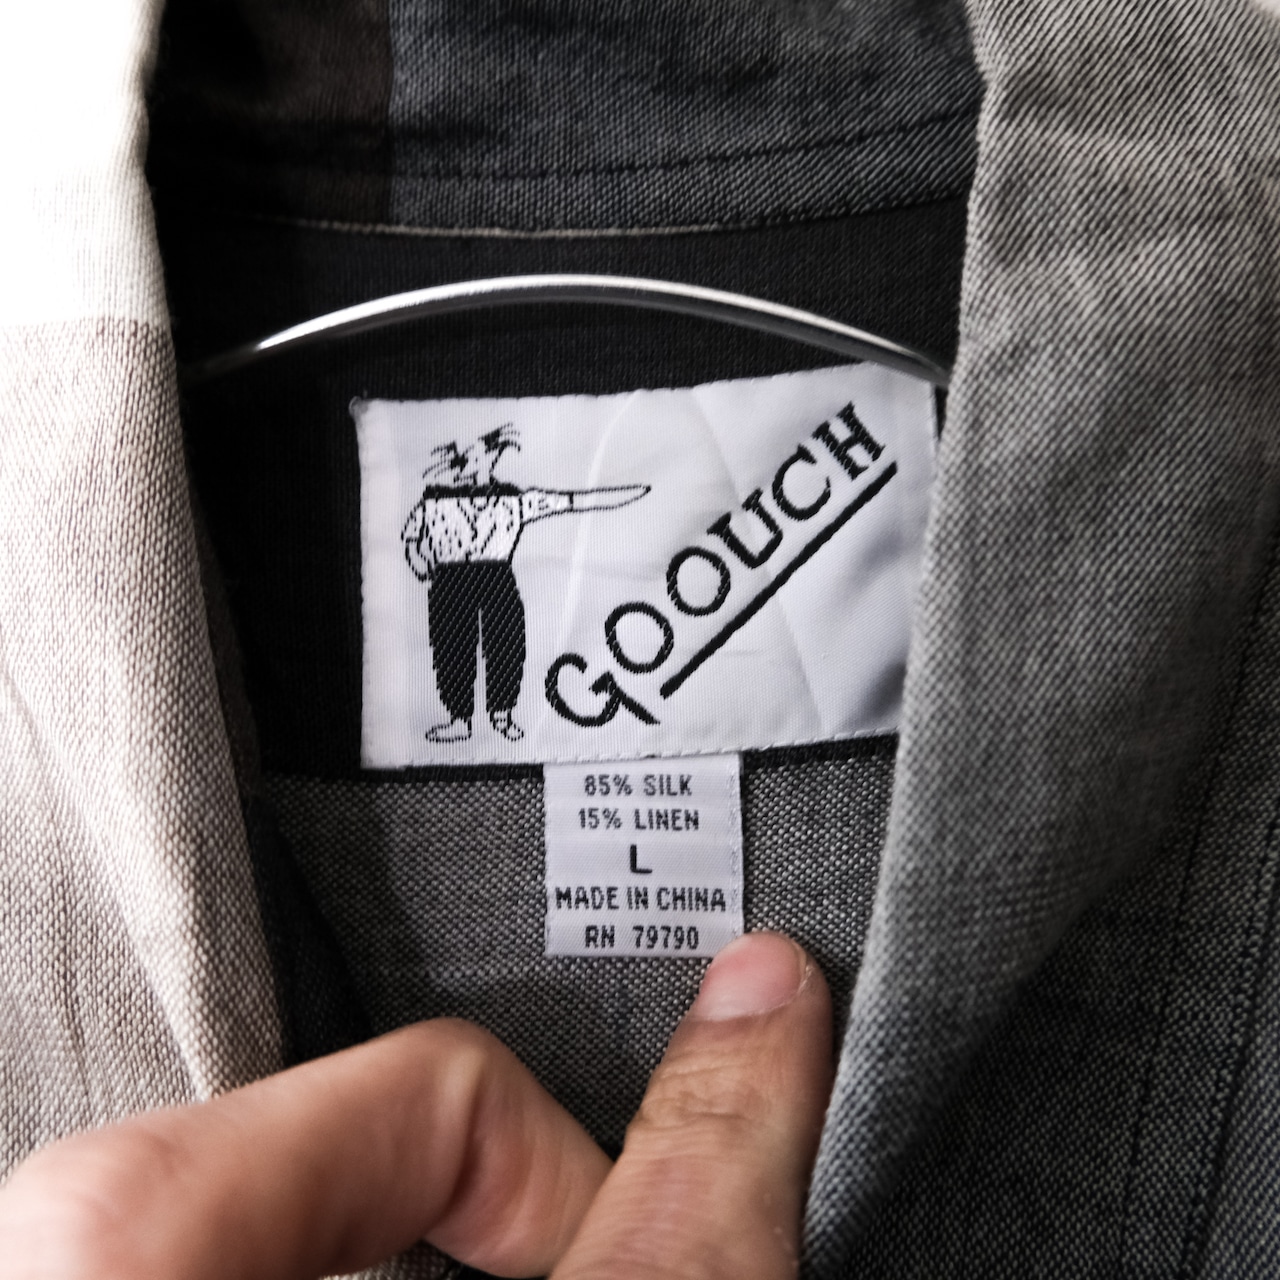 GOOUCH
85% SILK
15% LINEN
L
MADE IN CHINA
RN 79790